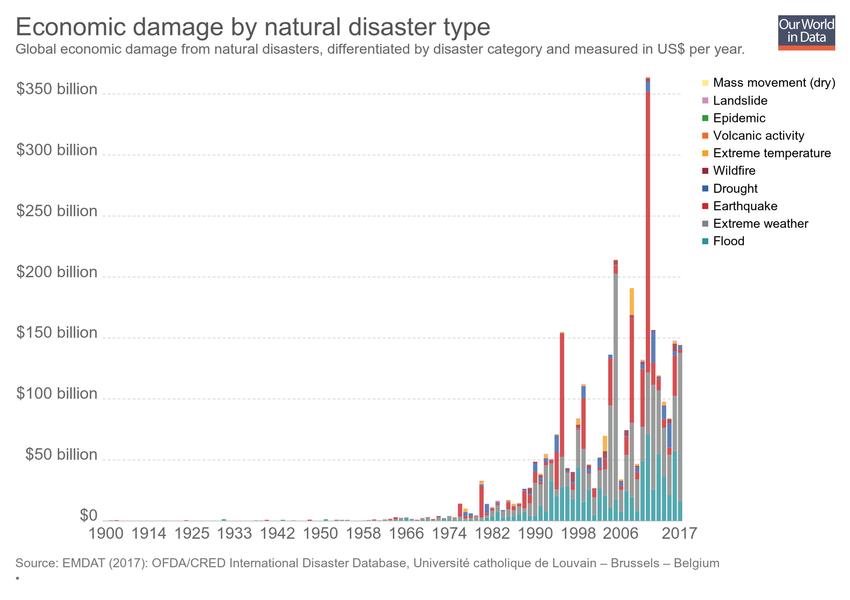 Economic damage by natural disaster type
Global economic damage from natural disasters, differentiated by disaster category and measured in US$ per year.
Our World
in Data
$350 billion
$300 billion
$250 billion
$200 billion
$150 billion
$100 billion
$50 billion
$0
1900 1914 1925 1933 1942 1950 1958 1966 1974 1982 1990 1998 2006 2017
Mass movement (dry)
Landslide
Epidemic
Volcanic activity
Extreme temperature
Wildfire
Drought
Earthquake
Extreme weather
Flood
Source: EMDAT (2017): OFDA/CRED International Disaster Database, Université catholique de Louvain – Brussels – Belgium
•